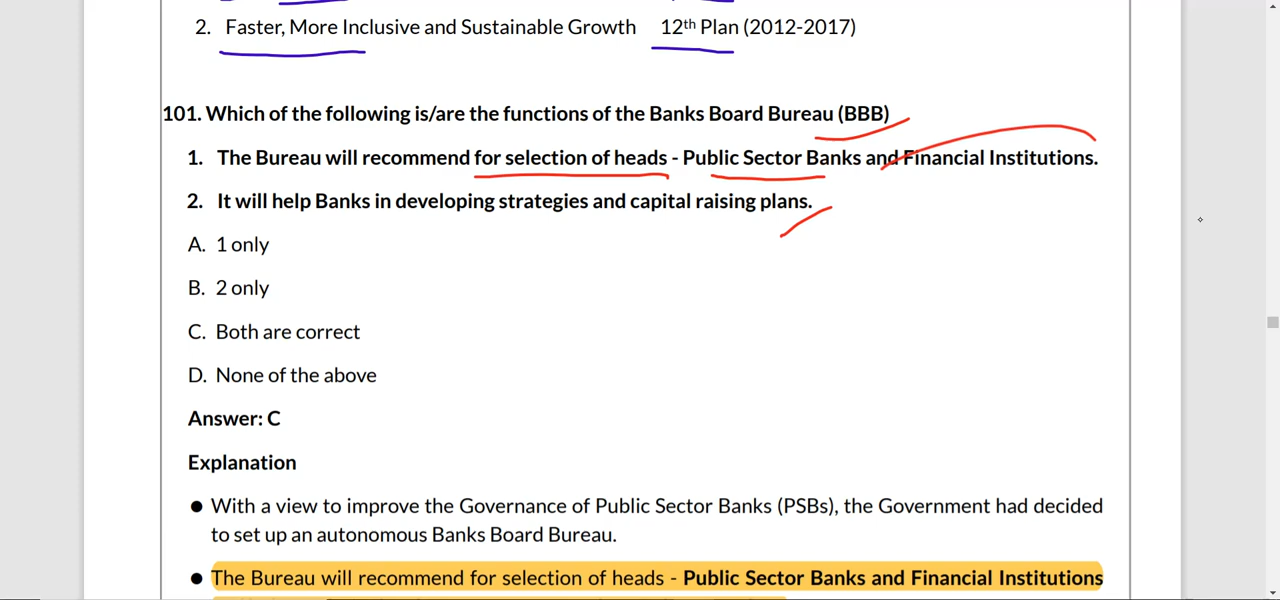 2. Faster, More Inclusive and Sustainable Growth 12th Plan (2012-2017)
101. Which of the following is/are the functions of the Banks Board Bureau (BBB)
1. The Bureau will recommend for selection of heads - Public Sector Banks and Financial Institutions.
2. It will help Banks in developing strategies and capital raising plans.
A. 1 only
B. 2 only
C. Both are correct
D. None of the above
Answer: C
Explanation
● With a view to improve the Governance of Public Sector Banks (PSBs), the Government had decided
to set up an autonomous Banks Board Bureau.
● The Bureau will recommend for selection of heads - Public Sector Banks and Financial Institutions